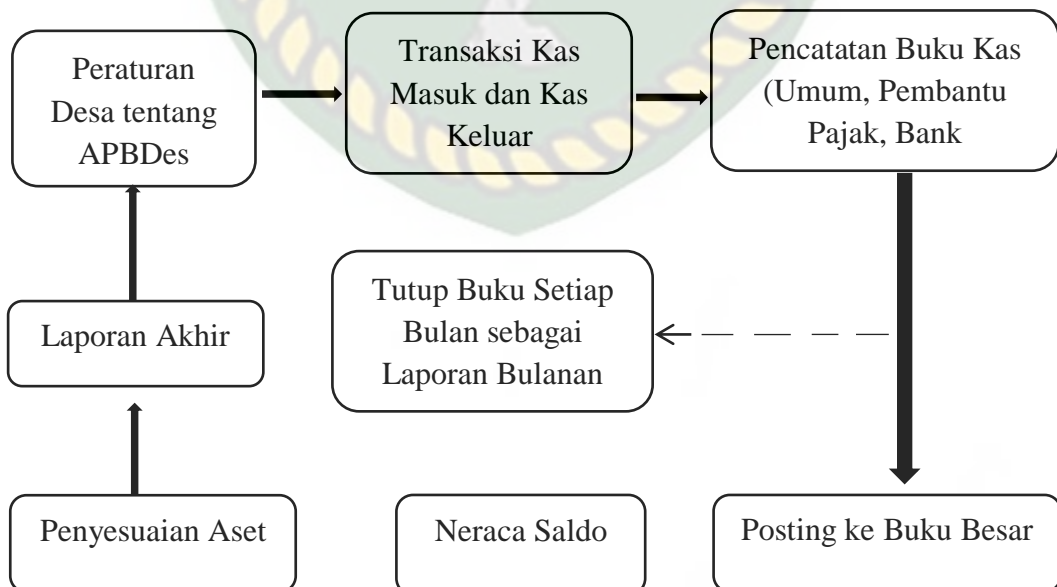 Peraturan
Desa tentang
APBDes
Transaksi Kas
Masuk dan Kas
Keluar
Pencatatan Buku Kas
(Umum, Pembantu
Pajak, Bank
Tutup Buku Setiap
Bulan sebagai
Laporan Bulanan
Laporan Akhir
Penyesuaian Aset
Neraca Saldo
Posting ke Buku Besar